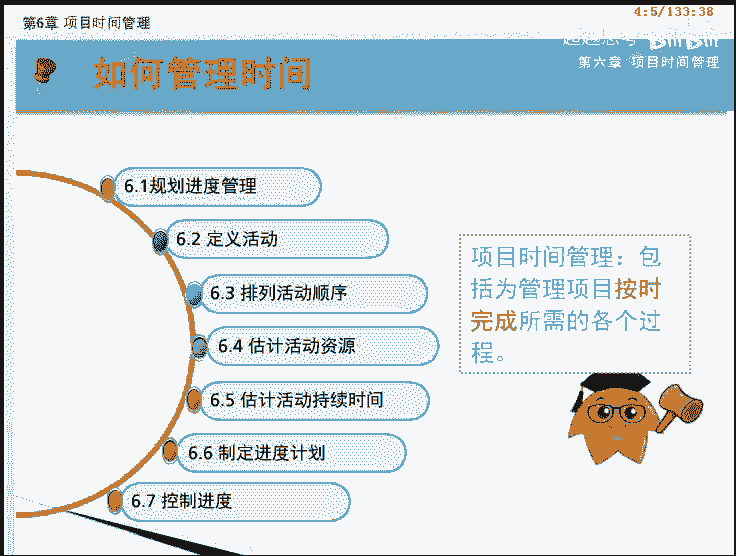 第6章 项目时间管理
4:5/133:38
第六章 项目时间管理
如何管理时间
6.1规划进度管理
6.2 定义活动
6.3 排列活动顺序
6.4 估计活动资源
6.5 估计活动持续时间
6.6 制定进度计划
6.7 控制进度
项目时间管理：包
括为管理项目按时
完成所需的各个过
程。